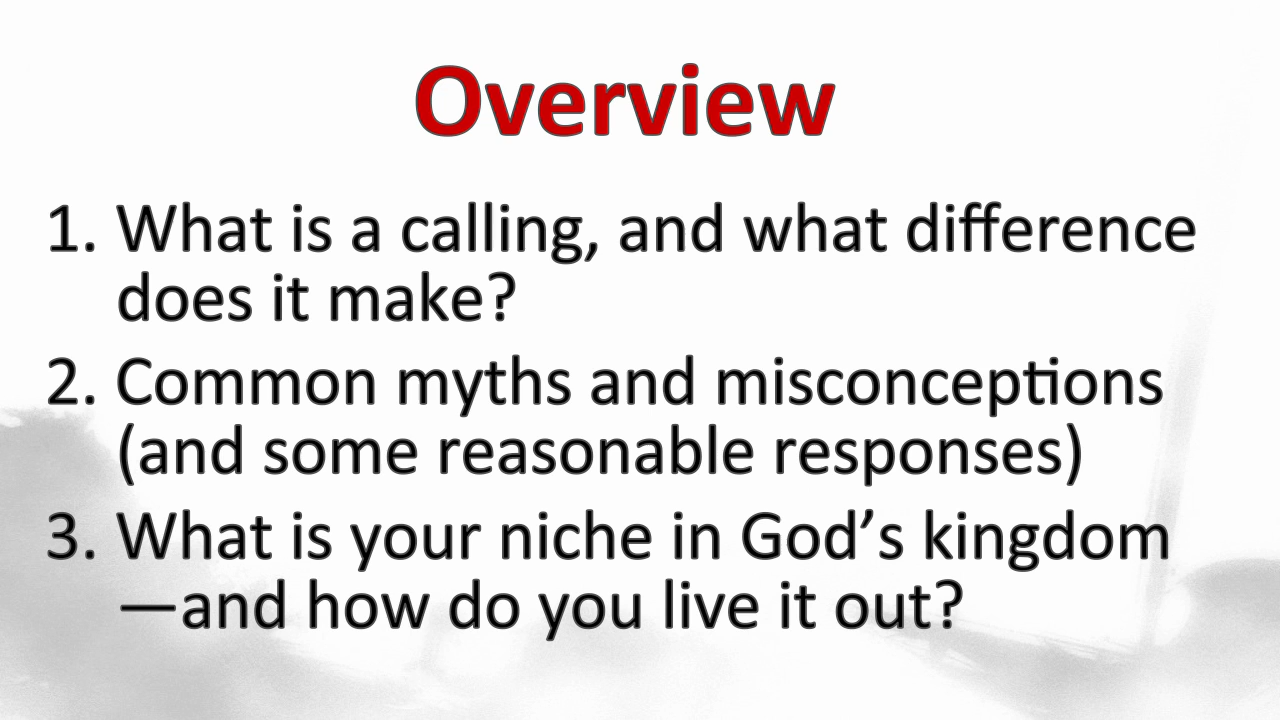 Overview
1. What is a calling, and what difference
does it make?
2. Common myths and misconceptions
(and some reasonable responses)
3. What is your niche in God’s kingdom
—and how do you live it out?